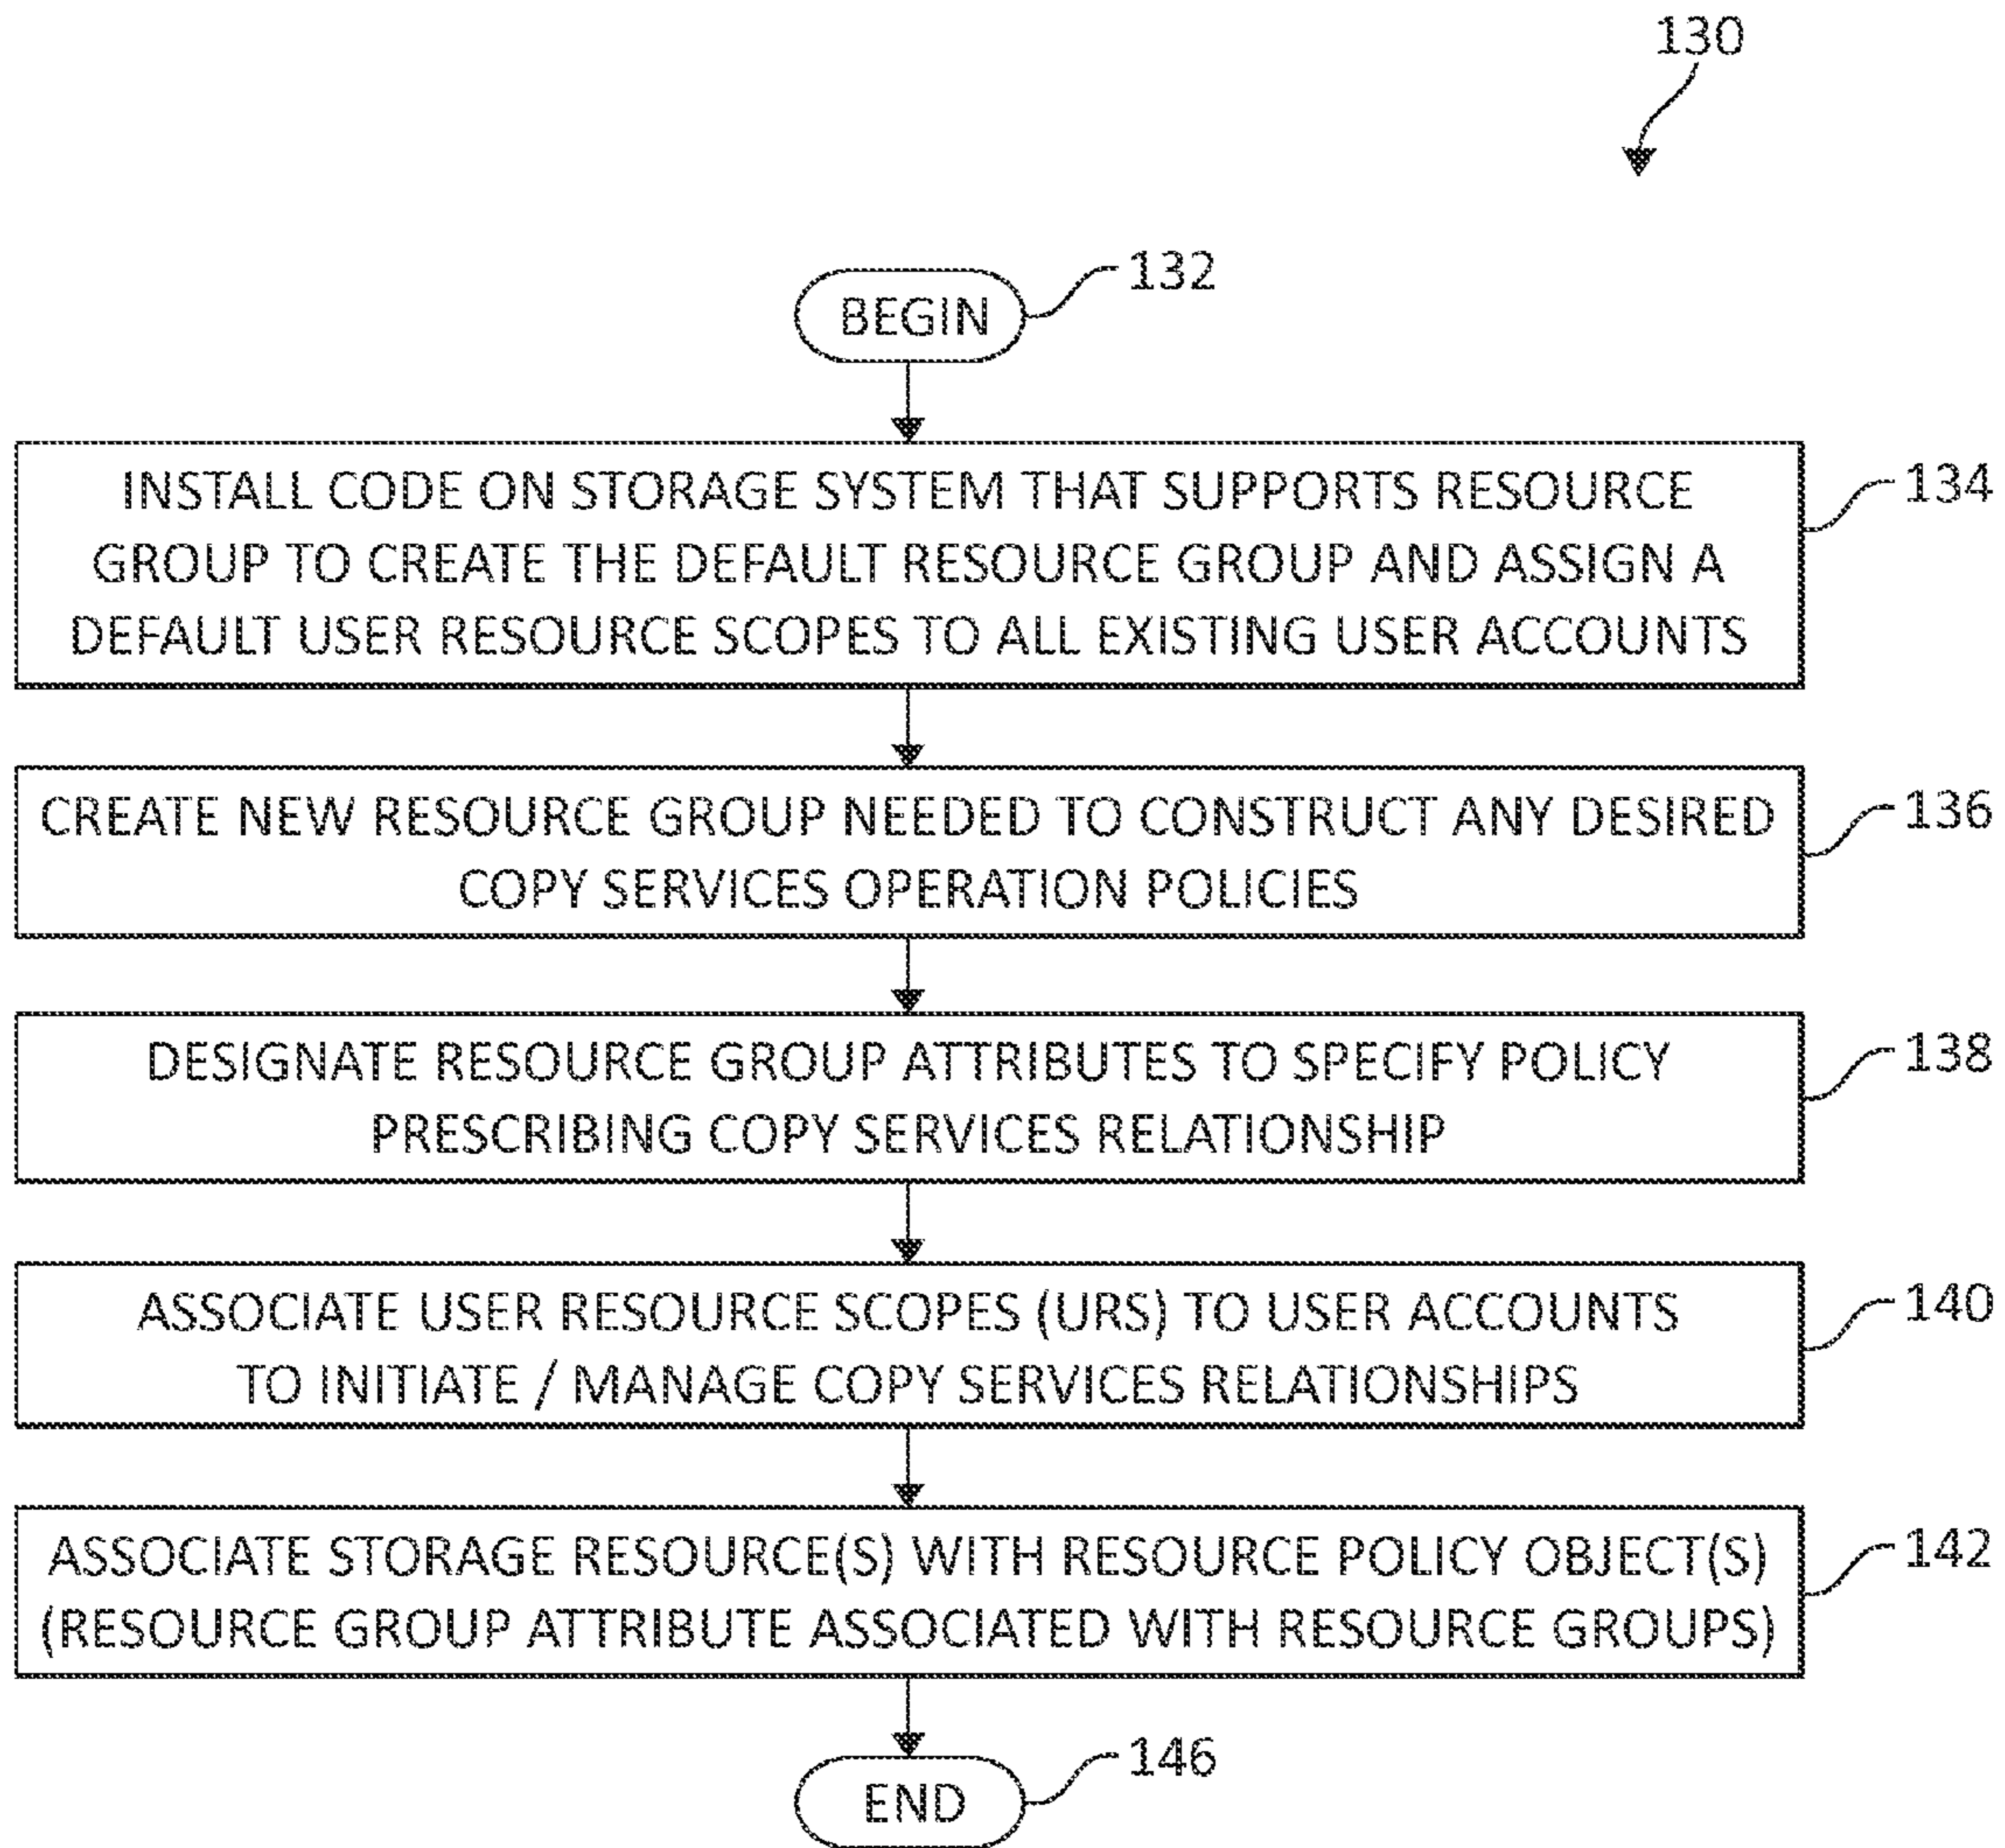 130
BEGIN
132
INSTALL CODE ON STORAGE SYSTEM THAT SUPPORTS RESOURCE
GROUP TO CREATE THE DEFAULT RESOURCE GROUP AND ASSIGN A
DEFAULT USER RESOURCE SCOPES TO ALL EXISTING USER ACCOUNTS
134
CREATE NEW RESOURCE GROUP NEEDED TO CONSTRUCT ANY DESIRED
COPY SERVICES OPERATION POLICIES
136
DESIGNATE RESOURCE GROUP ATTRIBUTES TO SPECIFY POLICY
PRESCRIBING COPY SERVICES RELATIONSHIP
138
ASSOCIATE USER RESOURCE SCOPES (URS) TO USER ACCOUNTS
TO INITIATE / MANAGE COPY SERVICES RELATIONSHIPS
140
ASSOCIATE STORAGE RESOURCE(S) WITH RESOURCE POLICY OBJECT(S)
(RESOURCE GROUP ATTRIBUTE ASSOCIATED WITH RESOURCE GROUPS)
142
END
146